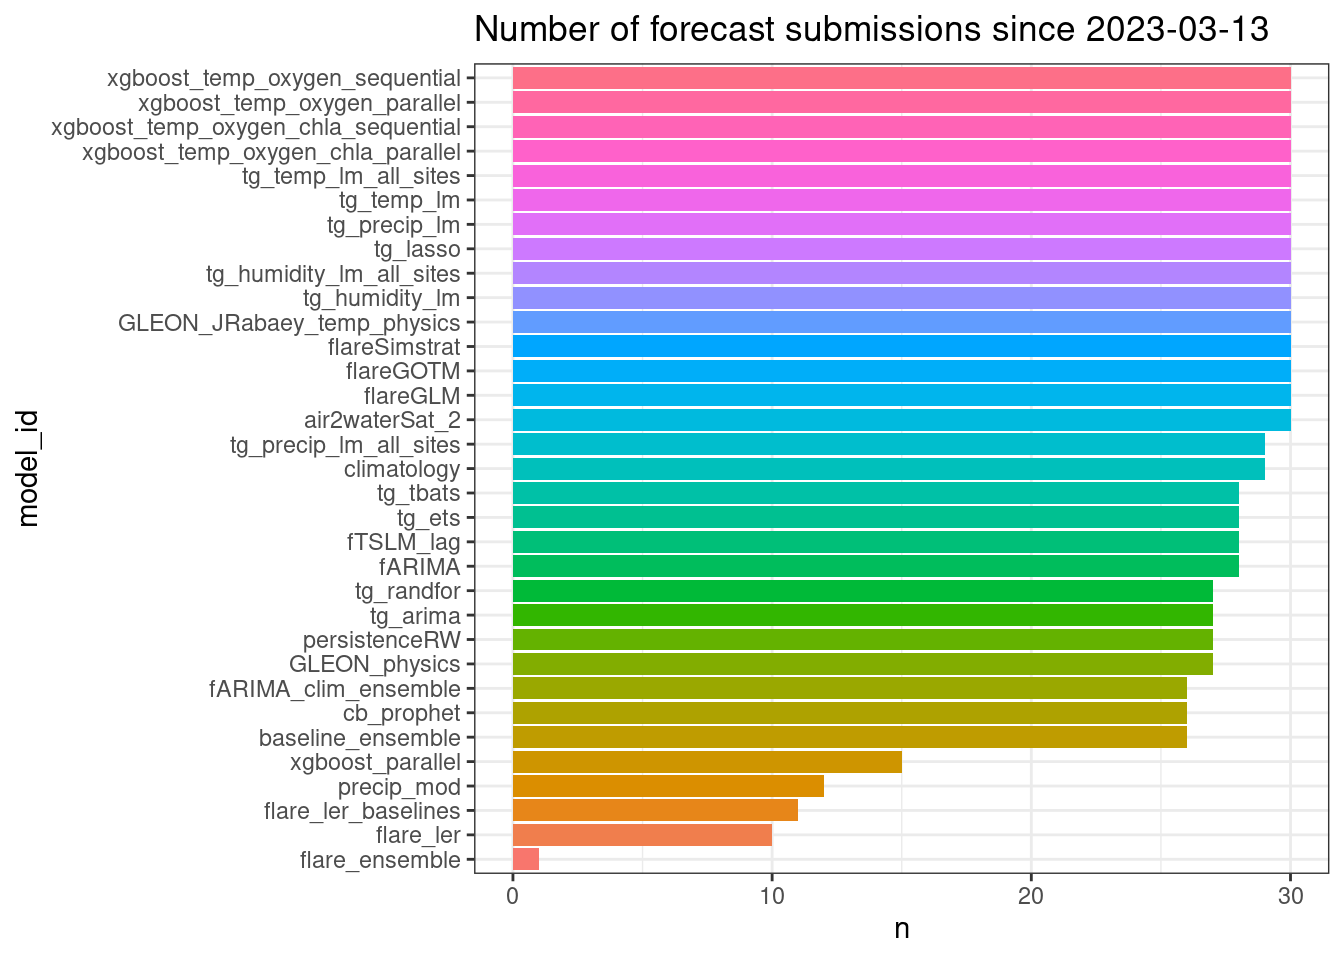 Number of forecast submissions since 2023-03-13
model_id
xgboost_temp_oxygen_sequential
xgboost_temp_oxygen_parallel
xgboost_temp_oxygen_chla_sequential
xgboost_temp_oxygen_chla_parallel
tg_temp_lm_all_sites
tg_temp_lm
tg_precip_lm
tg_lasso
tg_humidity_lm_all_sites
tg_humidity_lm
GLEON_JRabaey_temp_physics
flareSimstrat
flareGOTM
flareGLM
air2waterSat_2
tg_precip_lm_all_sites
climatology
tg_tbats
tg_ets
fTSLM_lag
fARIMA
tg_randfor
tg_arima
persistenceRW
GLEON_physics
fARIMA_clim_ensemble
cb_prophet
baseline_ensemble
xgboost_parallel
precip_mod
flare_ler_baselines
flare_ler
flare_ensemble
0 10 20 30
n